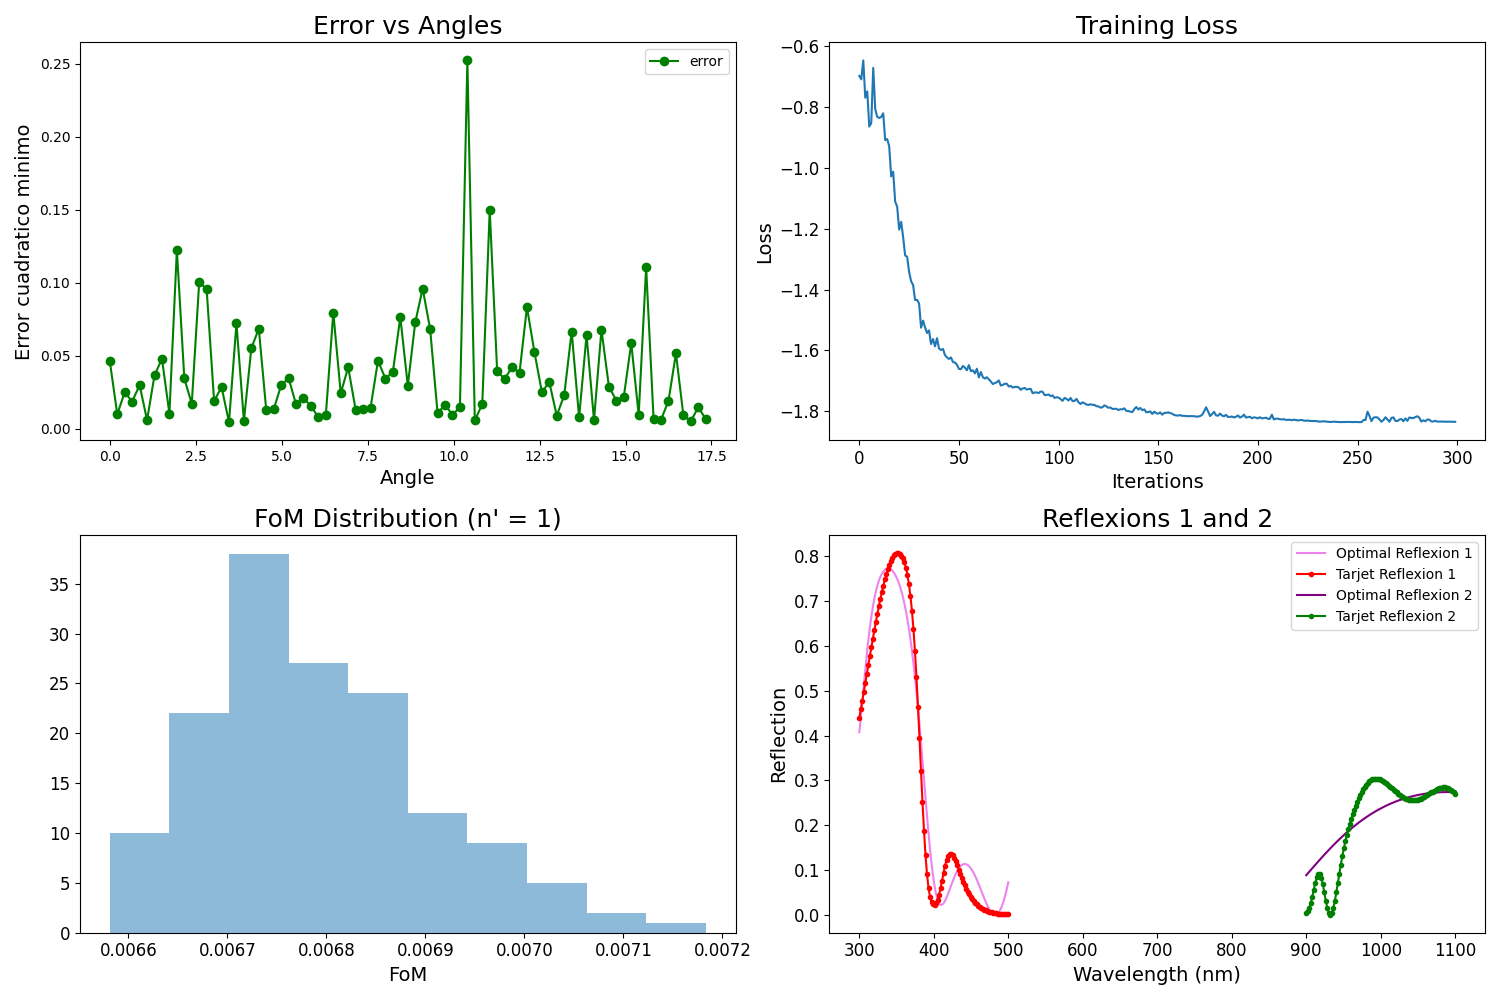 Error vs Angles
error
Error cuadratico minimo
0.25
0.20
0.15
0.10
0.05
0.00
0.0 2.5 5.0 7.5 10.0 12.5 15.0 17.5
Angle
Training Loss
Loss
−0.6
−0.8
−1.0
−1.2
−1.4
−1.6
−1.8
0 50 100 150 200 250 300
Iterations
FoM Distribution (n' = 1)
35
30
25
20
15
10
5
0
0.0066 0.0067 0.0068 0.0069 0.0070 0.0071 0.0072
FoM
Reflexions 1 and 2
Optimal Reflexion 1
Tarjet Reflexion 1
Optimal Reflexion 2
Tarjet Reflexion 2
Reflection
0.8
0.7
0.6
0.5
0.4
0.3
0.2
0.1
0.0
300 400 500 600 700 800 900 1000 1100
Wavelength (nm)